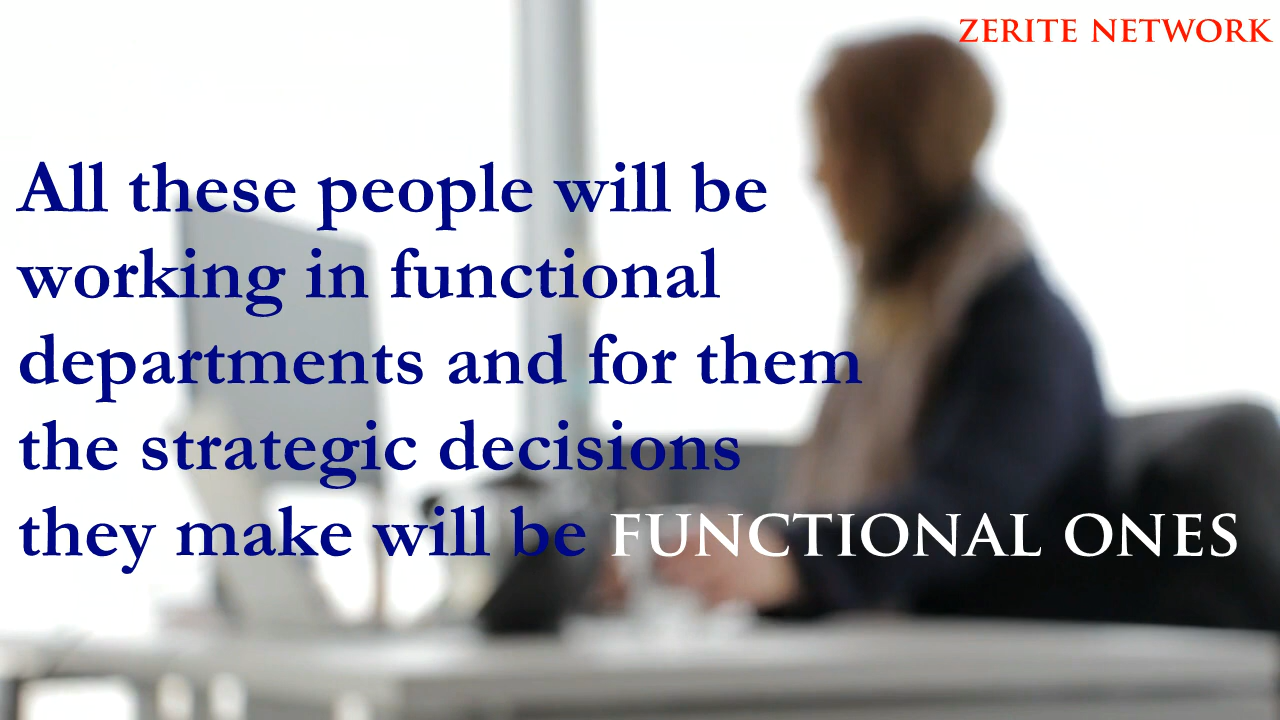 ZERITE NETWORK
All these people will be
working in functional
departments and for them
the strategic decisions
they make will be FUNCTIONAL ONES